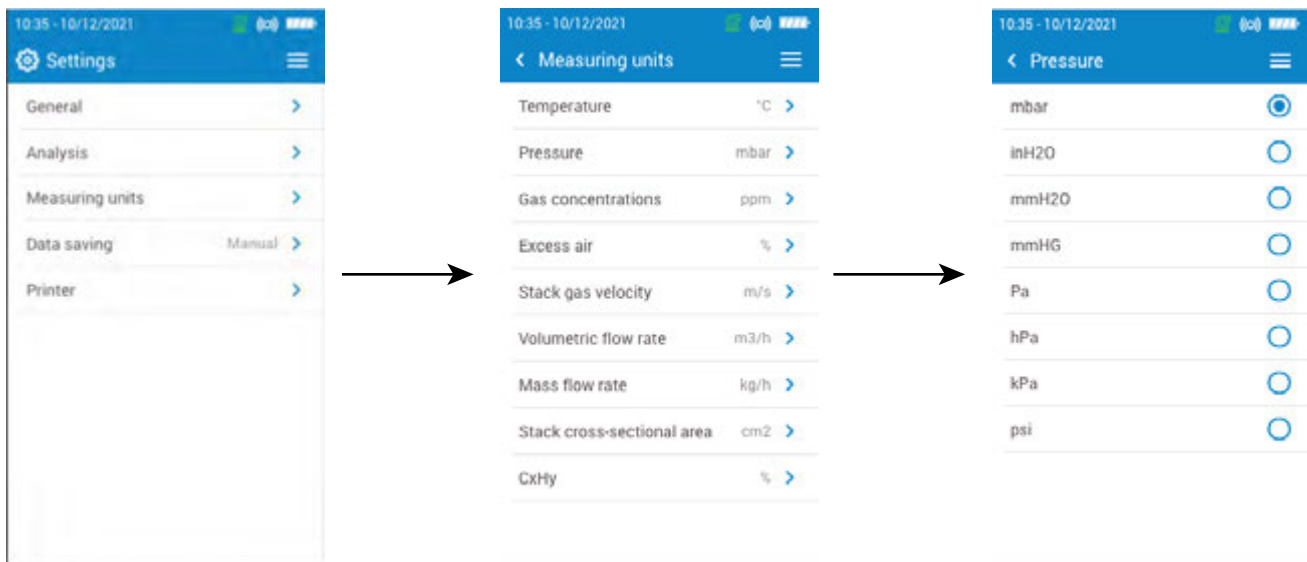 10:35 - 10/12/2021
Settings
General
Analysis
Measuring units
Data saving Manual
Printer
10:35 - 10/12/2021
Measuring units
Temperature °C
Pressure mbar
Gas concentrations ppm
Excess air %
Stack gas velocity m/s
Volumetric flow rate m3/h
Mass flow rate kg/h
Stack cross-sectional area cm2
CxHy %
10:35 - 10/12/2021
Pressure
mbar
inH2O
mmH2O
mmHG
Pa
hPa
kPa
psi